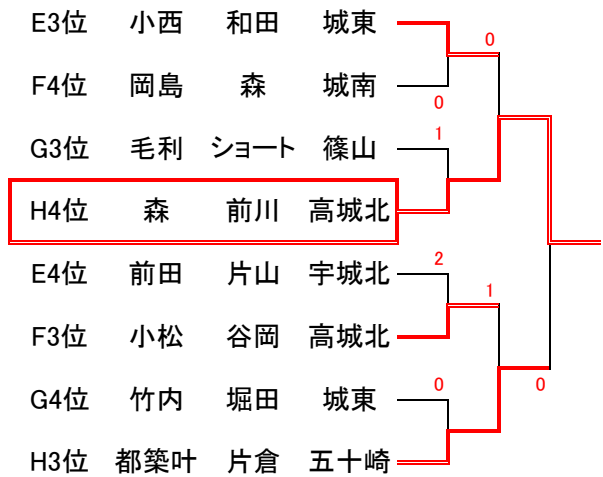 E3位 小西 和田 城東
0
F4位 岡島 森 城南
0
G3位 毛利 ショート 篠山
1
H4位 森 前川 高城北
E4位 前田 片山 宇城北
2
1
F3位 小松 谷岡 高城北
G4位 竹内 堀田 城東
0
0
H3位 都築叶 片倉 五十崎